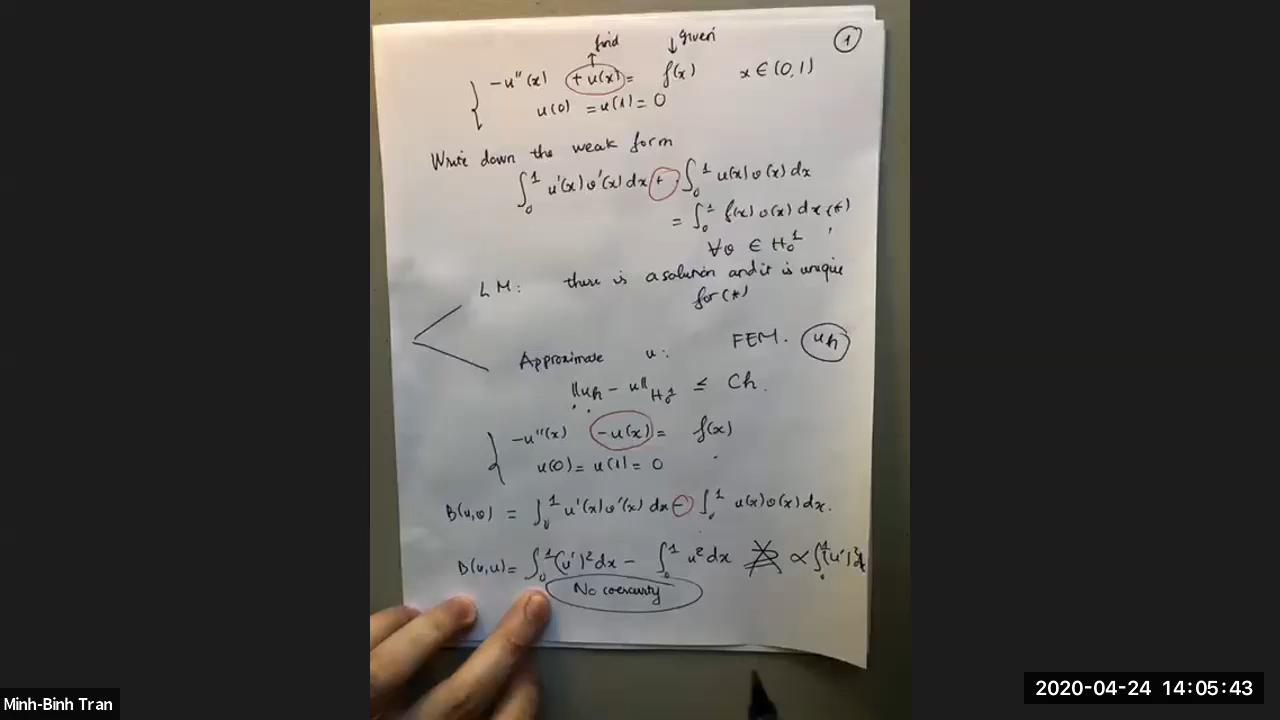 find ↓ given ①
-u''(x) + u(x) = f(x) x ∈ (0,1)
u(0) = u(1) = 0
Write down the weak form
∫₀¹ u'(x) v'(x) dx + ∫₀¹ u(x) v(x) dx
= ∫₀¹ f(x) v(x) dx (*)
∀v ∈ H₀¹
LM: there is a solution and it is unique
for (*)
Approximate u: FEM. u_h
||u_h - u||_{H₀¹} ≤ Ch.
-u''(x) - u(x) = f(x)
u(0) = u(1) = 0
B(u,v) = ∫₀¹ u'(x) v'(x) dx - ∫₀¹ u(x) v(x) dx.
B(u,u) = ∫₀¹ (u')² dx - ∫₀¹ u² dx ≱ α ∫₀¹ (u')² dx
No coercivity
Minh-Binh Tran
2020-04-24 14:05:43